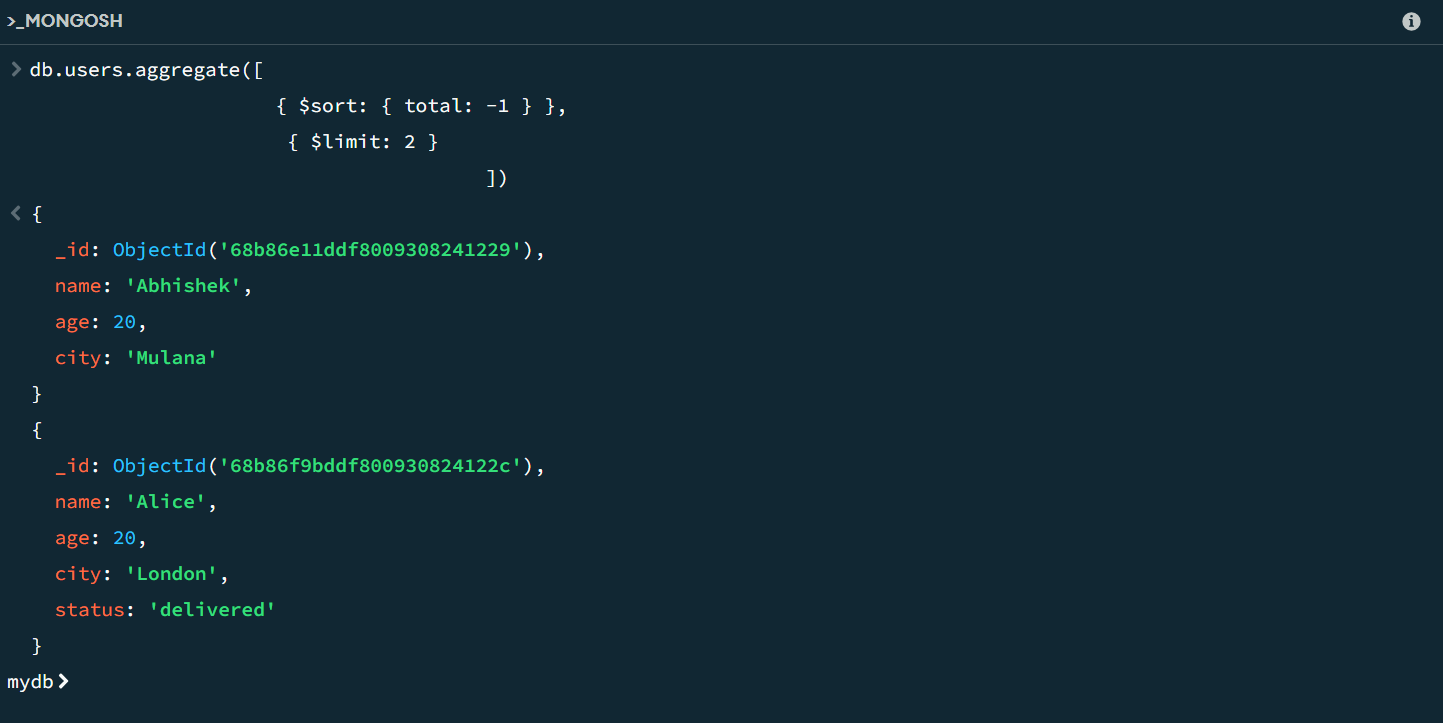 >_MONGOSH
> db.users.aggregate([
{ $sort: { total: -1 } },
{ $limit: 2 }
])
< {
_id: ObjectId('68b86e11ddf8009308241229'),
name: 'Abhishek',
age: 20,
city: 'Mulana'
}
{
_id: ObjectId('68b86f9bddf800930824122c'),
name: 'Alice',
age: 20,
city: 'London',
status: 'delivered'
}
mydb>